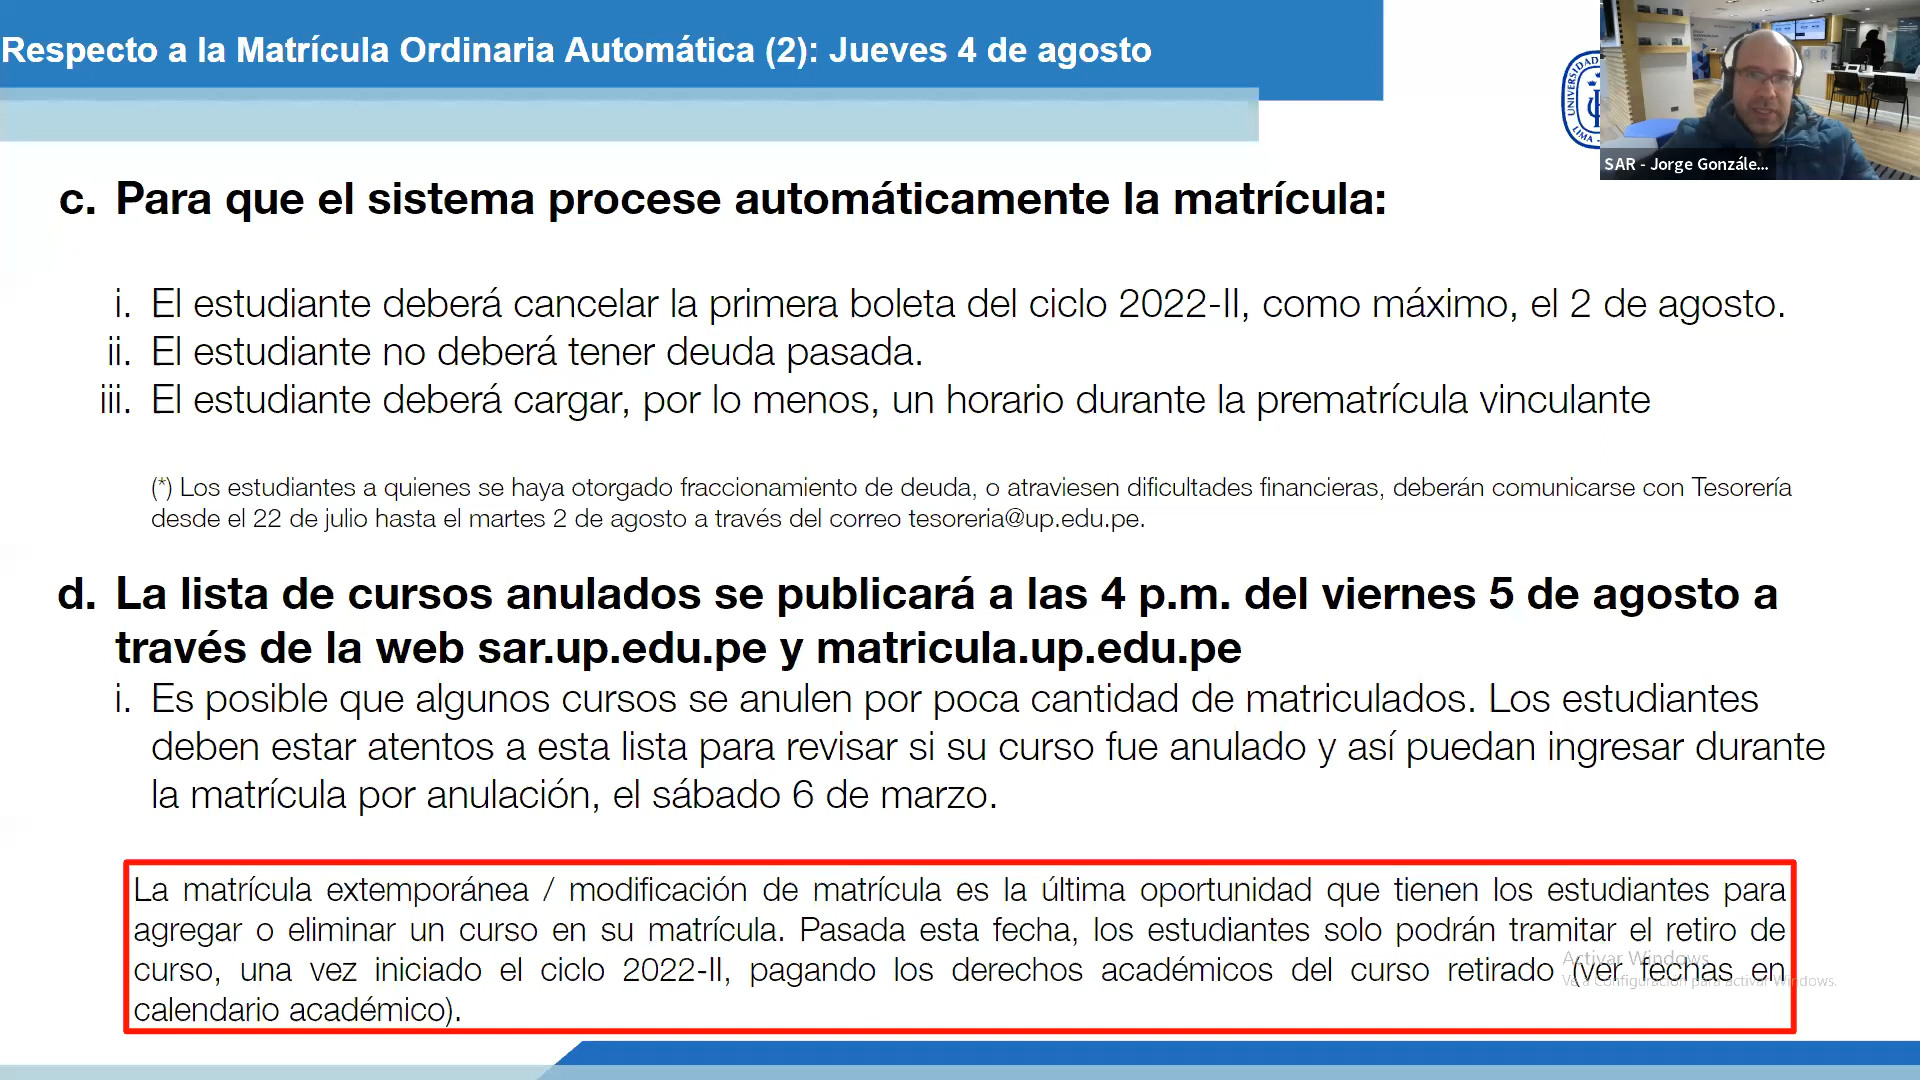 Respecto a la Matrícula Ordinaria Automática (2): Jueves 4 de agosto
UNIVERSIDAD
LIMA
SAR - Jorge Gonzále...
c. Para que el sistema procese automáticamente la matrícula:
i. El estudiante deberá cancelar la primera boleta del ciclo 2022-II, como máximo, el 2 de agosto.
ii. El estudiante no deberá tener deuda pasada.
iii. El estudiante deberá cargar, por lo menos, un horario durante la prematrícula vinculante
(*) Los estudiantes a quienes se haya otorgado fraccionamiento de deuda, o atraviesen dificultades financieras, deberán comunicarse con Tesorería
desde el 22 de julio hasta el martes 2 de agosto a través del correo tesoreria@up.edu.pe.
d. La lista de cursos anulados se publicará a las 4 p.m. del viernes 5 de agosto a
través de la web sar.up.edu.pe y matricula.up.edu.pe
i. Es posible que algunos cursos se anulen por poca cantidad de matriculados. Los estudiantes
deben estar atentos a esta lista para revisar si su curso fue anulado y así puedan ingresar durante
la matrícula por anulación, el sábado 6 de marzo.
La matrícula extemporánea / modificación de matrícula es la última oportunidad que tienen los estudiantes para
agregar o eliminar un curso en su matrícula. Pasada esta fecha, los estudiantes solo podrán tramitar el retiro de
curso, una vez iniciado el ciclo 2022-II, pagando los derechos académicos del curso retirado (ver fechas en
calendario académico).
Activar Windows
Ve a Configuración para activar Windows.